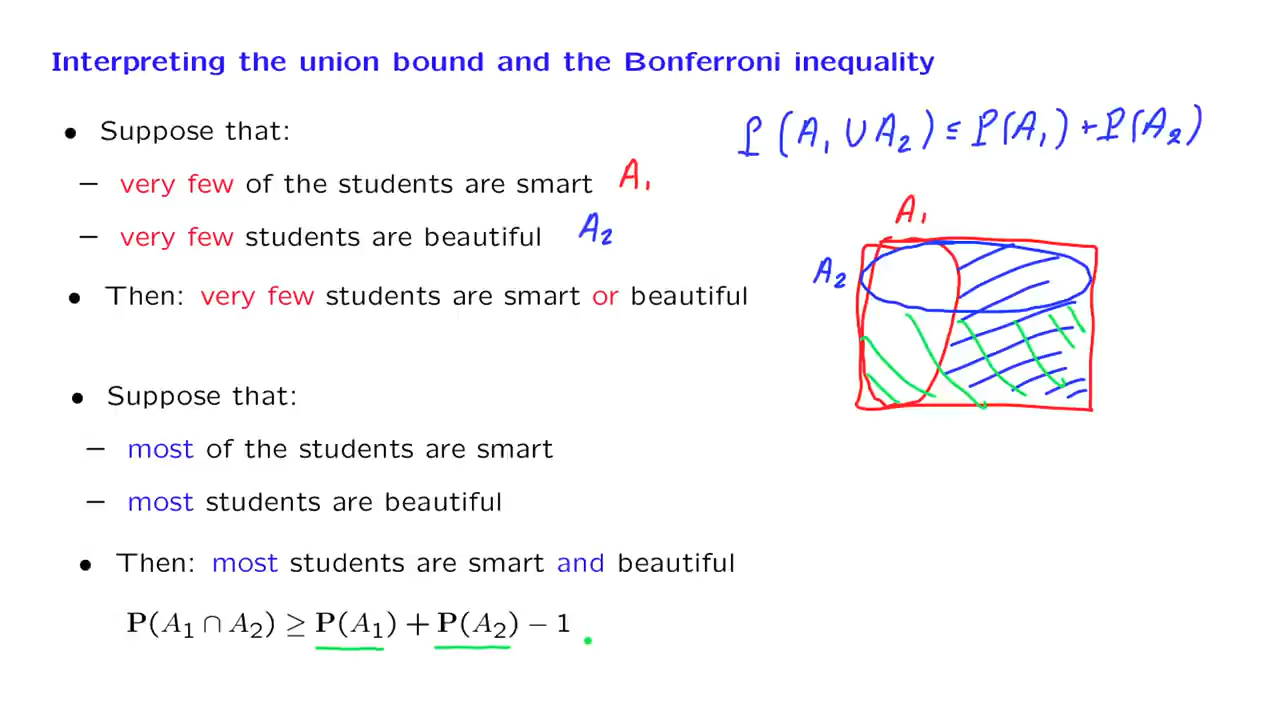 Interpreting the union bound and the Bonferroni inequality
• Suppose that:
P(A₁ ∪ A₂) ≤ P(A₁) + P(A₂)
– very few of the students are smart A₁
– very few students are beautiful A₂
A₁
A₂
• Then: very few students are smart or beautiful
• Suppose that:
– most of the students are smart
– most students are beautiful
• Then: most students are smart and beautiful
P(A₁ ∩ A₂) ≥ P(A₁) + P(A₂) − 1